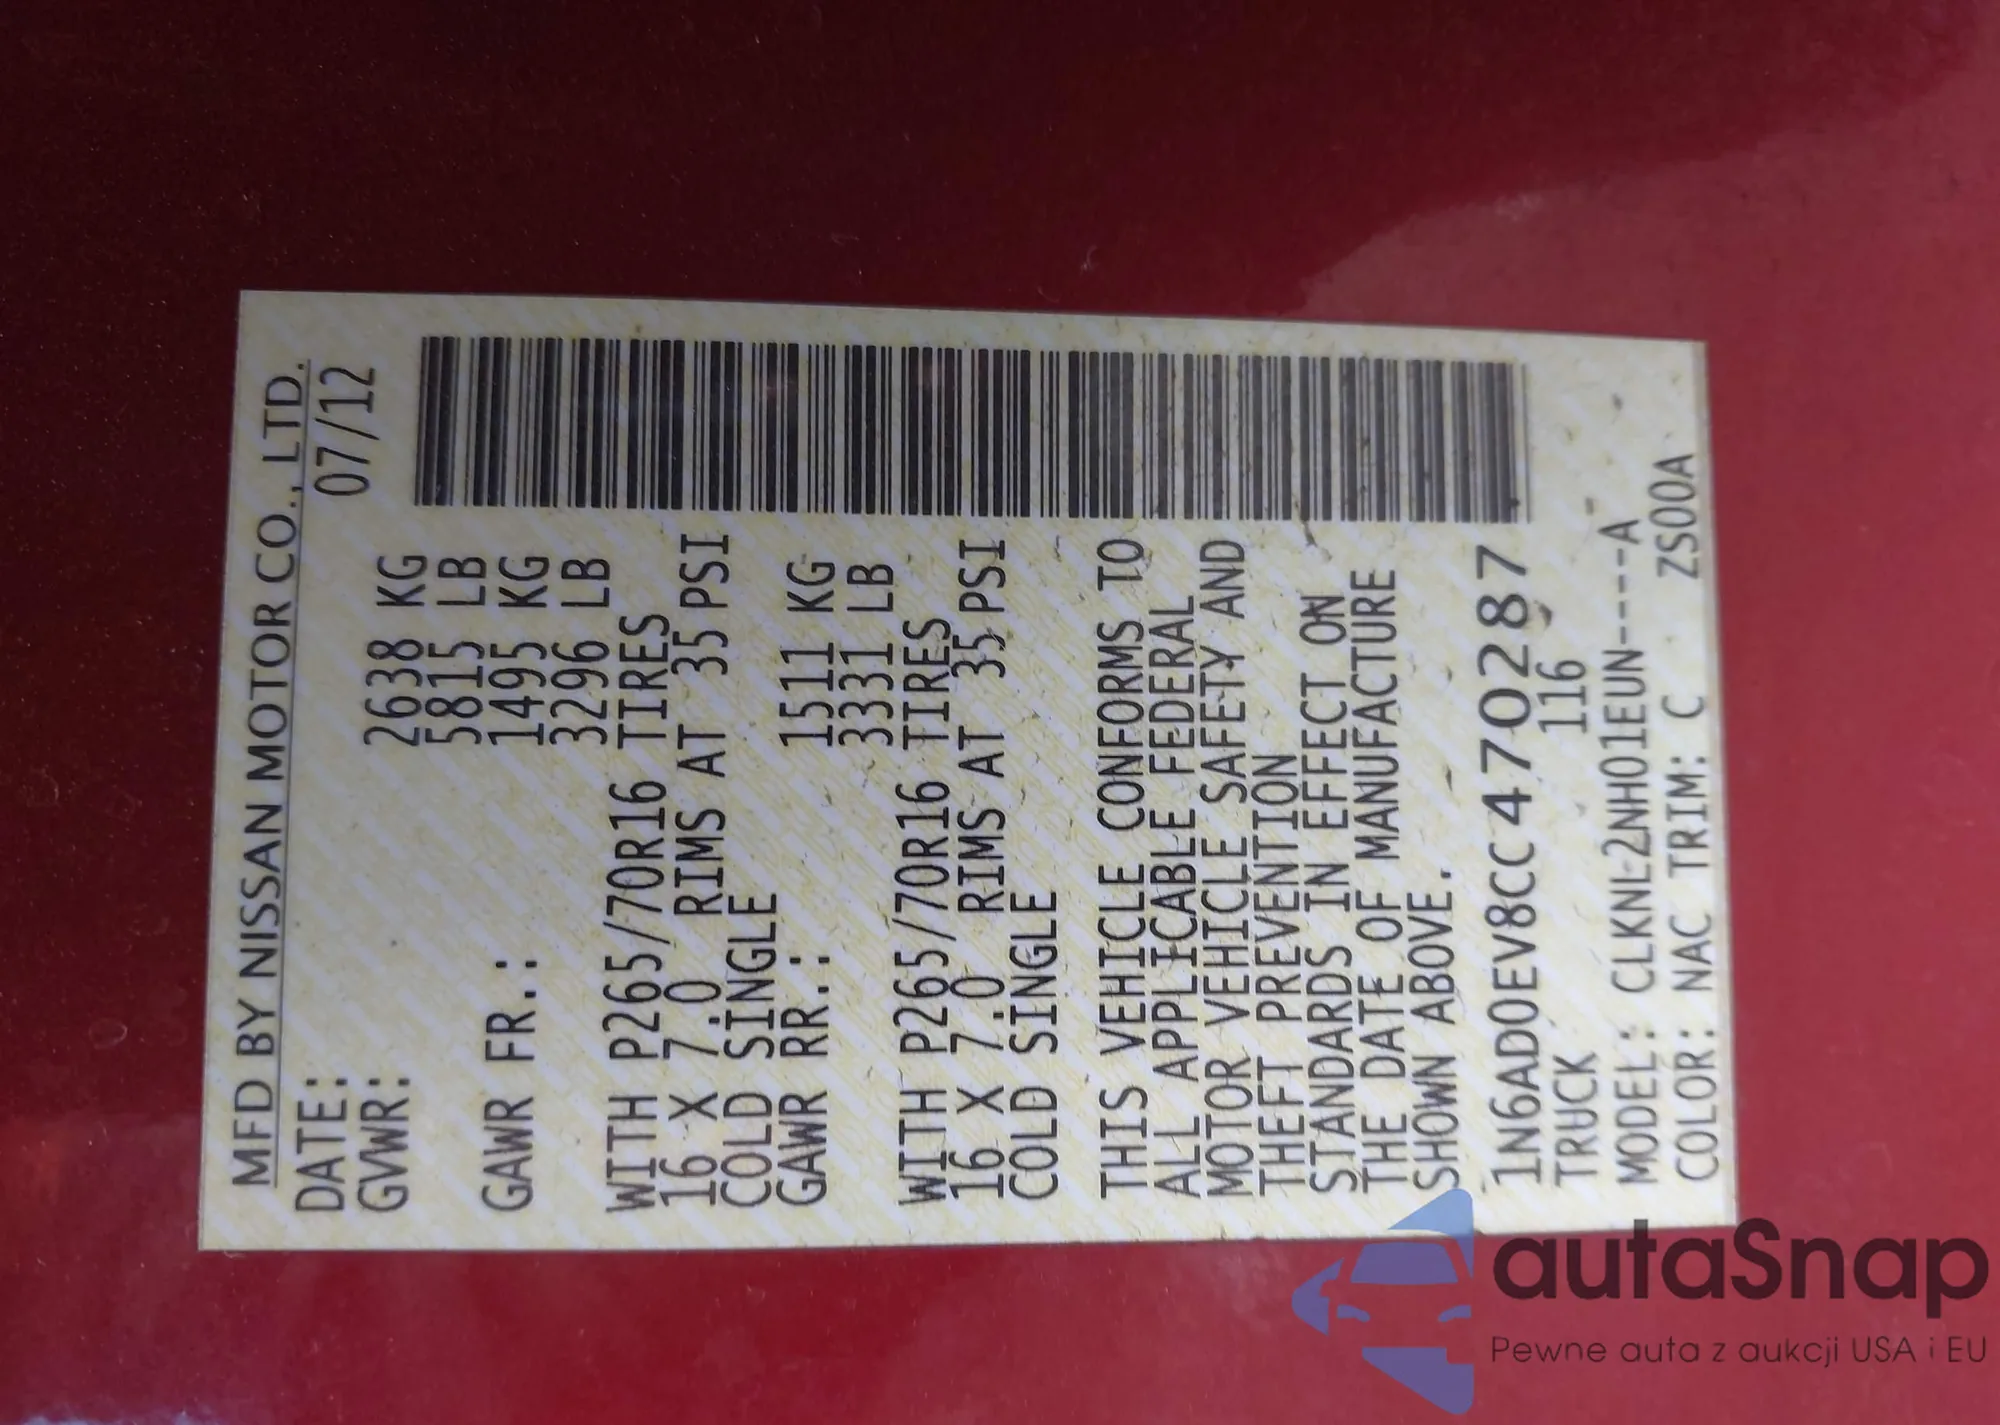 MFD BY NISSAN MOTOR CO., LTD.
DATE: 07/12
GVWR: 2638 KG
5815 LB
GAWR FR.: 1495 KG
3296 LB
WITH P265/70R16 TIRES
16 X 7.0 RIMS AT 35 PSI
COLD SINGLE
GAWR RR.: 1511 KG
3331 LB
WITH P265/70R16 TIRES
16 X 7.0 RIMS AT 35 PSI
COLD SINGLE
THIS VEHICLE CONFORMS TO
ALL APPLICABLE FEDERAL
MOTOR VEHICLE SAFETY AND
THEFT PREVENTION
STANDARDS IN EFFECT ON
THE DATE OF MANUFACTURE
SHOWN ABOVE.
1N6AD0EV8CC470287
TRUCK 116
MODEL: CLKNL2NH01EUN----A
COLOR: NAC TRIM: C ZS00A
autaSnap
Pewne auta z aukcji USA i EU